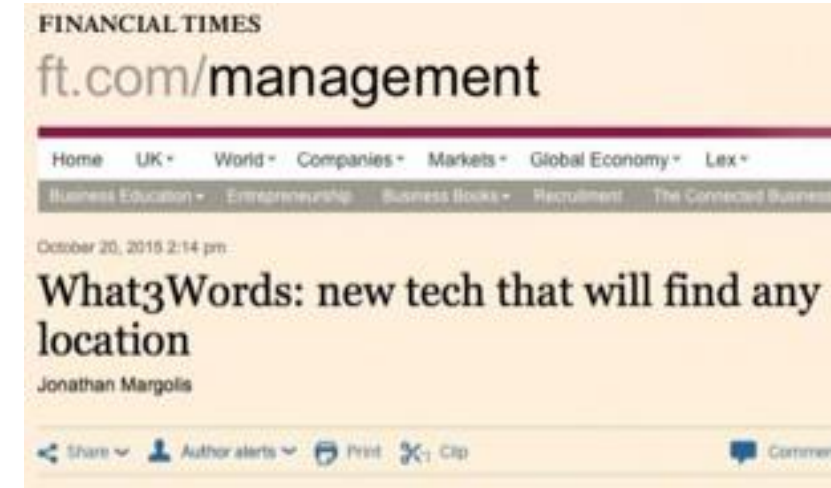 FINANCIAL TIMES
ft.com/management
Home UK World Companies Markets Global Economy Lex
Business Education Entrepreneurship Business Books Recruitment The Connected Business
October 20, 2015 2:14 pm
What3Words: new tech that will find any
location
Jonathan Margolis
Share Author alerts Print Clip Commen